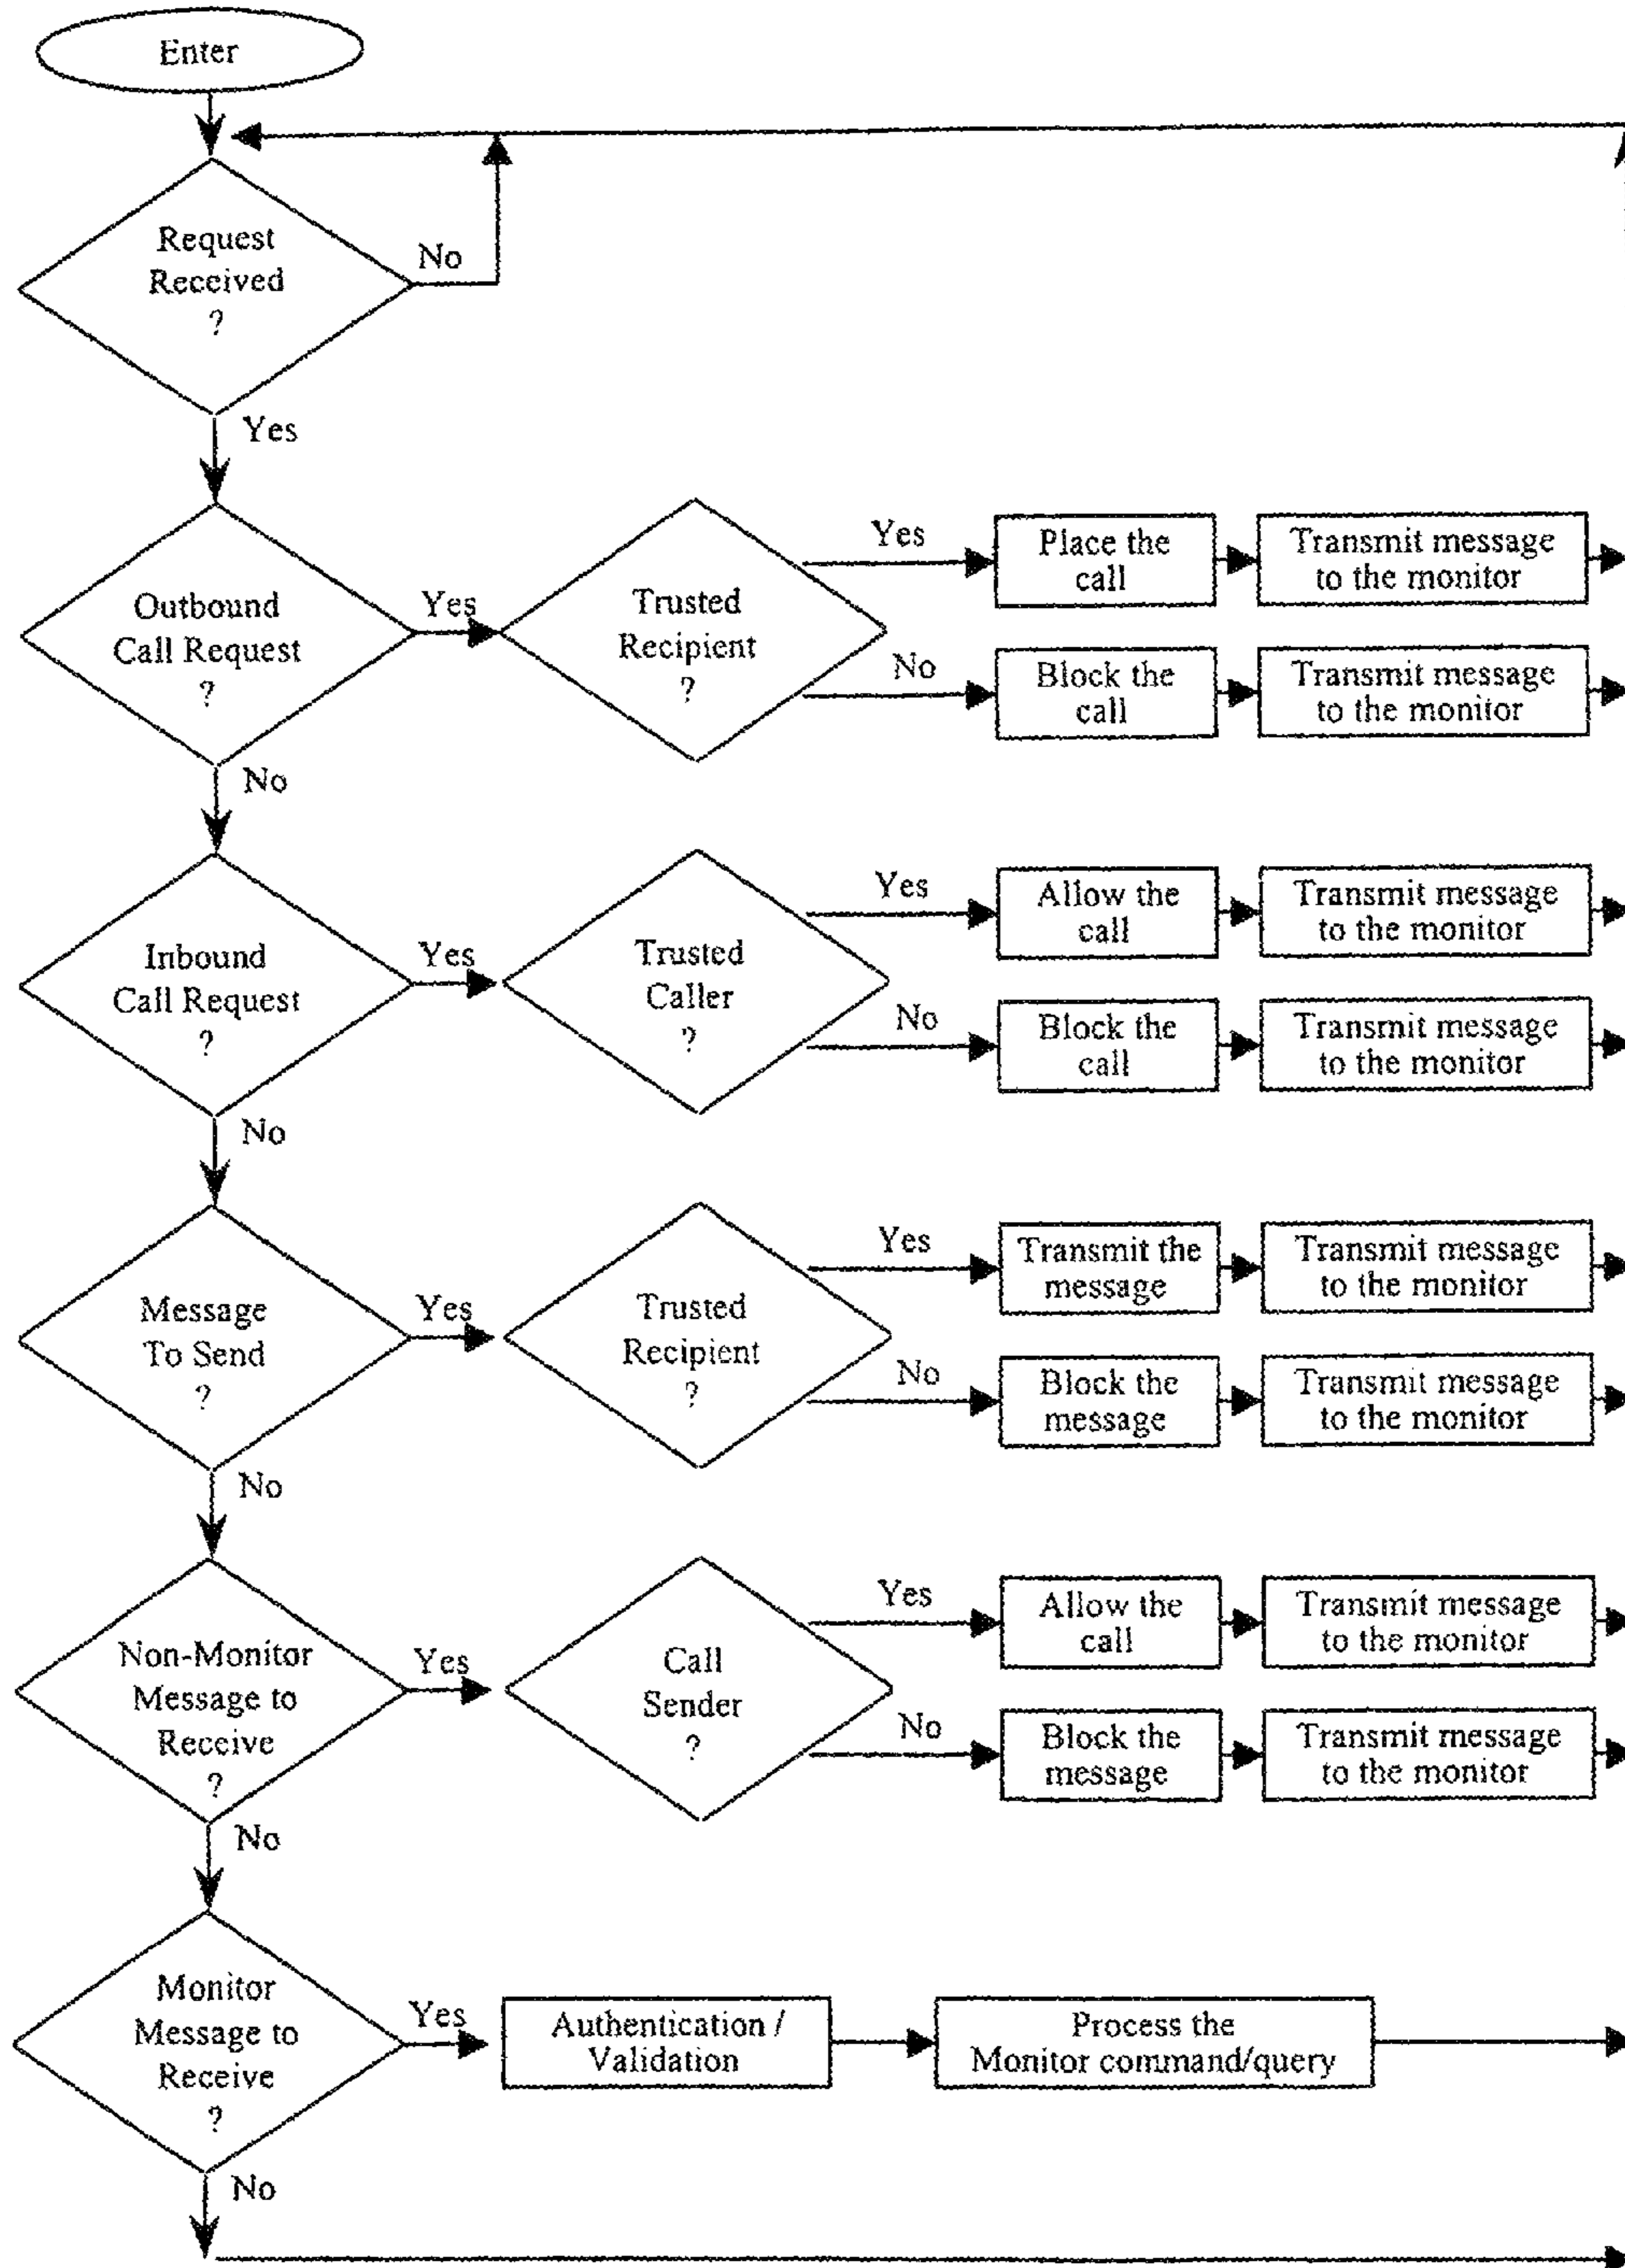 Enter
Request
Received
?
No
Yes
Outbound
Call Request
?
Yes
Trusted
Recipient
?
Yes
Place the
call
Transmit message
to the monitor
No
Block the
call
Transmit message
to the monitor
No
Inbound
Call Request
?
Yes
Trusted
Caller
?
Yes
Allow the
call
Transmit message
to the monitor
No
Block the
call
Transmit message
to the monitor
No
Message
To Send
?
Yes
Trusted
Recipient
?
Yes
Transmit the
message
Transmit message
to the monitor
No
Block the
message
Transmit message
to the monitor
No
Non-Monitor
Message to
Receive
?
Yes
Call
Sender
?
Yes
Allow the
call
Transmit message
to the monitor
No
Block the
message
Transmit message
to the monitor
No
Monitor
Message to
Receive
?
Yes
Authentication /
Validation
Process the
Monitor command/query
No